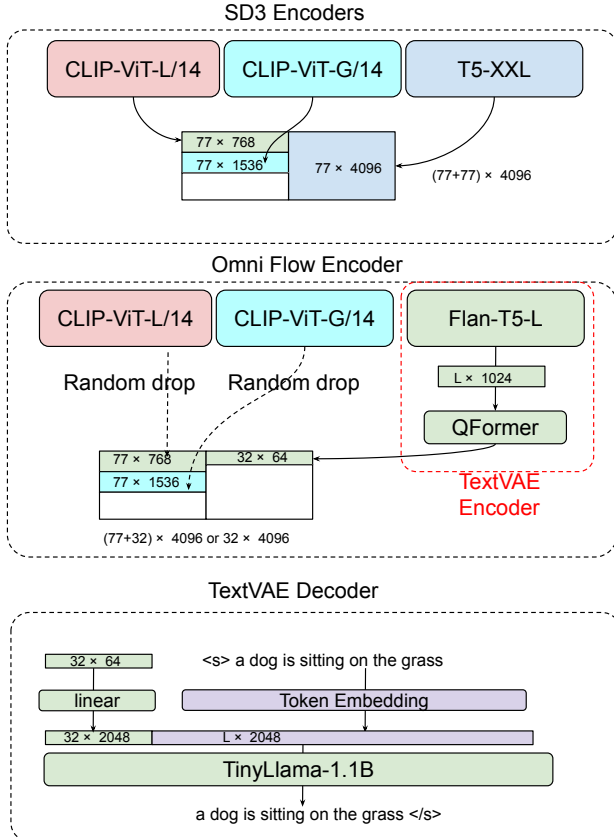 SD3 Encoders
CLIP-ViT-L/14 CLIP-ViT-G/14 T5-XXL
77 × 768
77 × 1536
77 × 4096
(77+77) × 4096
Omni Flow Encoder
CLIP-ViT-L/14 CLIP-ViT-G/14 Flan-T5-L
Random drop Random drop
L × 1024
QFormer
77 × 768 32 × 64
77 × 1536
TextVAE
Encoder
(77+32) × 4096 or 32 × 4096
TextVAE Decoder
32 × 64 <s> a dog is sitting on the grass
linear Token Embedding
32 × 2048 L × 2048
TinyLlama-1.1B
a dog is sitting on the grass </s>